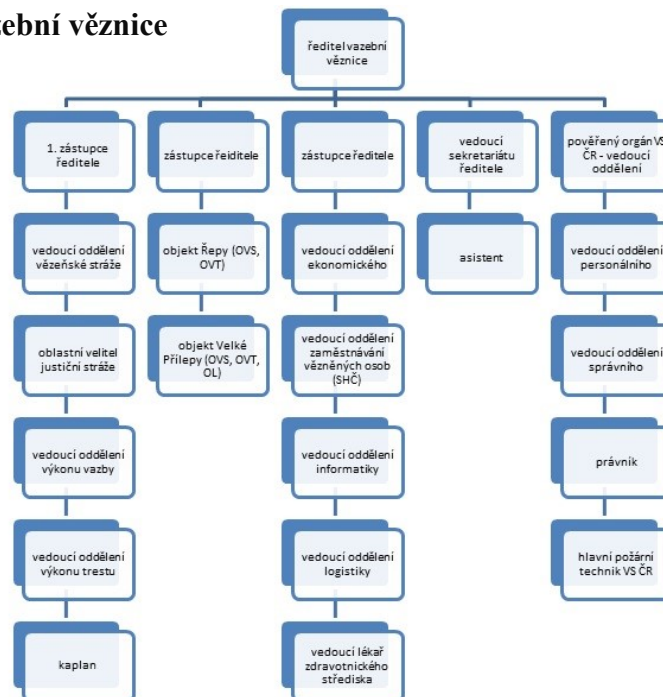 zební věznice
ředitel vazební
věznice
1. zástupce
ředitele
zástupce řeiditele
zástupce ředitele
vedoucí
sekretariátu
ředitele
pověřený orgán VS
ČR - vedoucí
oddělení
vedoucí oddělení
vězeňské stráže
objekt Řepy (OVS,
OVT)
vedoucí oddělení
ekonomického
asistent
vedoucí oddělení
personálního
oblastní velitel
justiční stráže
objekt Velké
Přílepy (OVS, OVT,
OL)
vedoucí oddělení
zaměstnávání
vězněných osob
(SHČ)
vedoucí oddělení
správního
vedoucí oddělení
výkonu vazby
vedoucí oddělení
informatiky
právník
vedoucí oddělení
výkonu trestu
vedoucí oddělení
logistiky
hlavní požární
technik VS ČR
kaplan
vedoucí lékař
zdravotnického
střediska